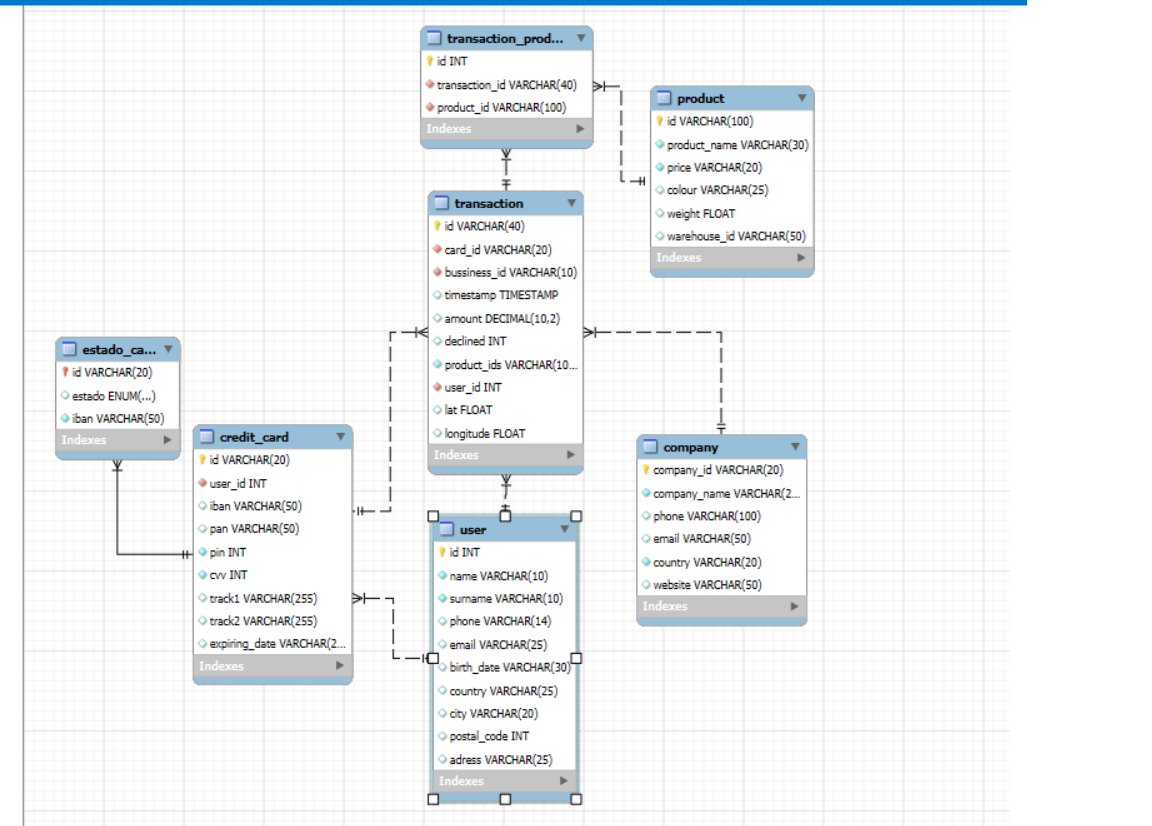 transaction_prod...
id INT
transaction_id VARCHAR(40)
product_id VARCHAR(100)
Indexes
product
id VARCHAR(100)
product_name VARCHAR(30)
price VARCHAR(20)
colour VARCHAR(25)
weight FLOAT
warehouse_id VARCHAR(50)
Indexes
transaction
id VARCHAR(40)
card_id VARCHAR(20)
bussiness_id VARCHAR(10)
timestamp TIMESTAMP
amount DECIMAL(10,2)
declined INT
product_ids VARCHAR(10...
user_id INT
lat FLOAT
longitude FLOAT
Indexes
estado_ca...
id VARCHAR(20)
estado ENUM(...)
iban VARCHAR(50)
Indexes
credit_card
id VARCHAR(20)
user_id INT
iban VARCHAR(50)
pan VARCHAR(50)
pin INT
cvv INT
track1 VARCHAR(255)
track2 VARCHAR(255)
expiring_date VARCHAR(2...
Indexes
company
company_id VARCHAR(20)
company_name VARCHAR(2...
phone VARCHAR(100)
email VARCHAR(50)
country VARCHAR(20)
website VARCHAR(50)
Indexes
user
id INT
name VARCHAR(10)
surname VARCHAR(10)
phone VARCHAR(14)
email VARCHAR(25)
birth_date VARCHAR(30)
country VARCHAR(25)
city VARCHAR(20)
postal_code INT
adress VARCHAR(25)
Indexes